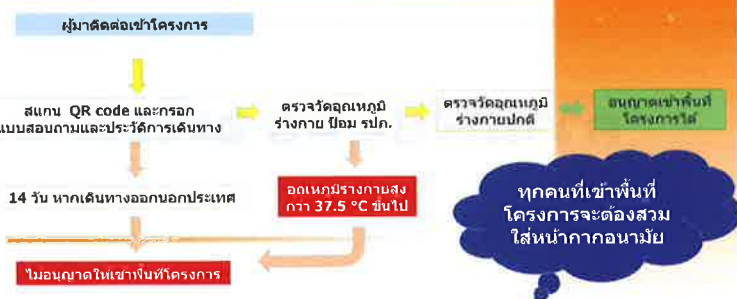 ผู้มาติดต่อเข้าโครงการ
สแกน QR code และกรอก
แบบสอบถามและประวัติการเดินทาง
ตรวจวัดอุณหภูมิ
ร่างกาย ป้อม รปภ.
ตรวจวัดอุณหภูมิ
ร่างกายปกติ
อนุญาตเข้าพื้นที่
โครงการได้
14 วัน หากเดินทางออกนอกประเทศ
อุณหภูมิร่างกายสูง
กว่า 37.5 °C ขึ้นไป
ทุกคนที่เข้าพื้นที่
โครงการจะต้องสวม
ใส่หน้ากากอนามัย
ไม่อนุญาตให้เข้าพื้นที่โครงการ